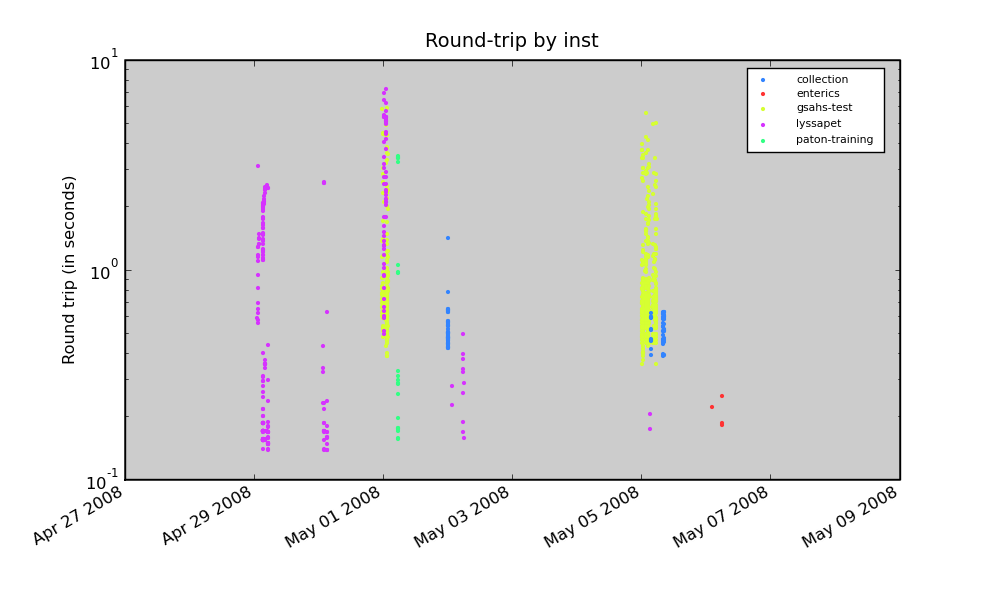 Round-trip by inst
10^1
10^0
10^-1
Round trip (in seconds)
collection
enterics
gsahs-test
lyssapet
paton-training
Apr 27 2008
Apr 29 2008
May 01 2008
May 03 2008
May 05 2008
May 07 2008
May 09 2008